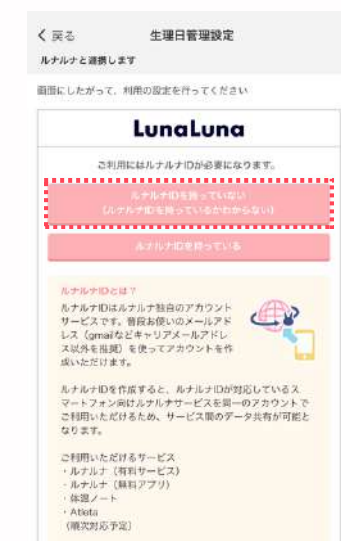 戻る 生理日管理設定
ルナルナと連携します
画面にしたがって、利用の設定を行ってください
LunaLuna
ご利用にはルナルナIDが必要になります。
ルナルナIDを持っていない
(ルナルナIDを持っているかわからない)
ルナルナIDを持っている
ルナルナIDとは？
ルナルナIDはルナルナ独自のアカウント
サービスです。普段お使いのメールアド
レス（gmailなどキャリアメールアドレ
ス以外を推奨）を使ってアカウントを作
成いただけます。
ルナルナIDを作成すると、ルナルナIDが対応しているス
マートフォン向けルナルナサービスを同一のアカウントで
ご利用いただけるため、サービス間のデータ共有が可能と
なります。
ご利用いただけるサービス
・ルナルナ（有料サービス）
・ルナルナ（無料アプリ）
・体温ノート
・Atleta
（順次対応予定）